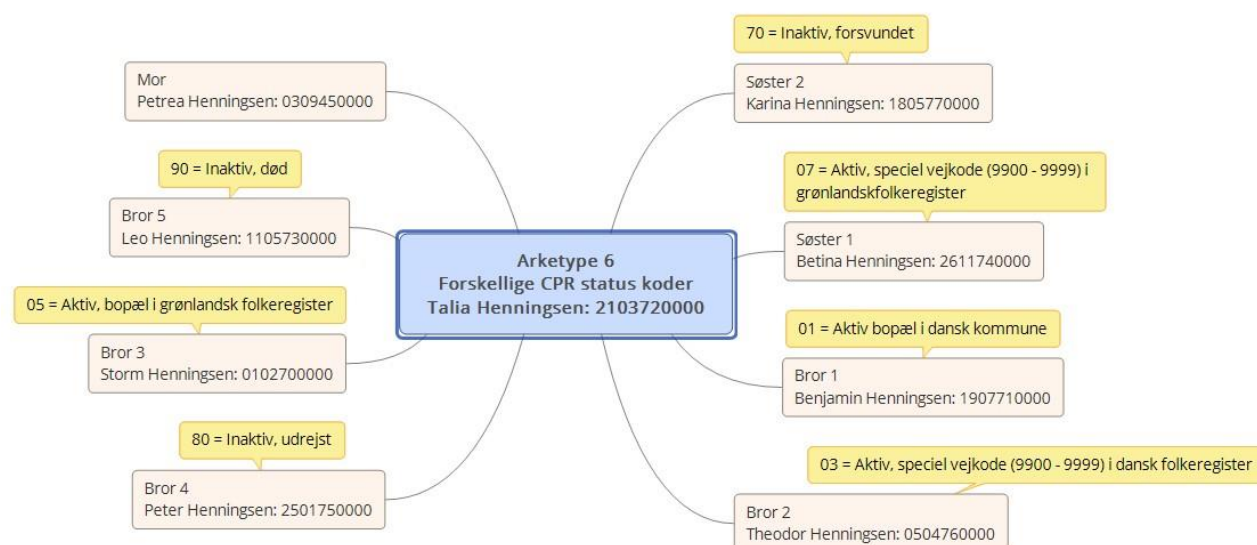 70 = Inaktiv, forsvundet
Mor
Petrea Henningsen: 0309450000
Søster 2
Karina Henningsen: 1805770000
90 = Inaktiv, død
07 = Aktiv, speciel vejkode (9900 - 9999) i
grønlandskfolkeregister
Bror 5
Leo Henningsen: 1105730000
Søster 1
Betina Henningsen: 2611740000
Arketype 6
Forskellige CPR status koder
Talia Henningsen: 2103720000
05 = Aktiv, bopæl i grønlandsk folkeregister
01 = Aktiv bopæl i dansk kommune
Bror 3
Storm Henningsen: 0102700000
Bror 1
Benjamin Henningsen: 1907710000
80 = Inaktiv, udrejst
03 = Aktiv, speciel vejkode (9900 - 9999) i dansk folkeregister
Bror 4
Peter Henningsen: 2501750000
Bror 2
Theodor Henningsen: 0504760000